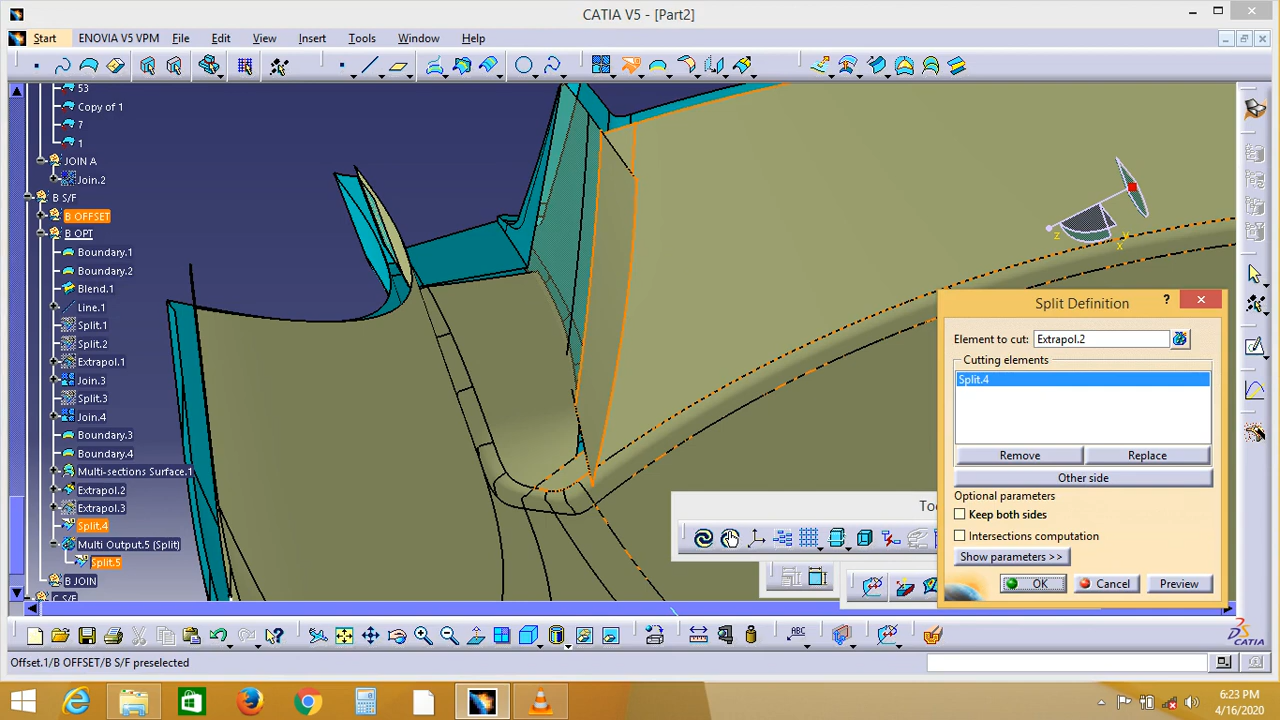 CATIA V5 - [Part2]
Start ENOVIA V5 VPM File Edit View Insert Tools Window Help
53
Copy of 1
7
1
JOIN A
Join.2
B S/F
B OFFSET
B OPT
Boundary.1
Boundary.2
Blend.1
Line.1
Split.1
Split.2
Extrapol.1
Join.3
Split.3
Join.4
Boundary.3
Boundary.4
Multi-sections Surface.1
Extrapol.2
Extrapol.3
Split.4
Multi Output.5 (Split)
Split.5
B JOIN
C S/F
z y
x
Split Definition ?
Element to cut: Extrapol.2
Cutting elements
Split.4
Remove Replace
Other side
Optional parameters
Keep both sides
Intersections computation
Show parameters >>
OK Cancel Preview
Too
ABC
CATIA
Offset.1/B OFFSET/B S/F preselected
6:23 PM
4/16/2020